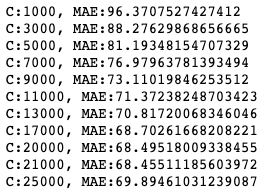 C:1000, MAE:96.3707527427412
C:3000, MAE:88.27629868656665
C:5000, MAE:81.19348154707329
C:7000, MAE:76.97963781393494
C:9000, MAE:73.11019846253512
C:11000, MAE:71.37238248703423
C:13000, MAE:70.81720068346046
C:17000, MAE:68.70261668208221
C:20000, MAE:68.49518009338455
C:21000, MAE:68.45511185603972
C:25000, MAE:69.89461031239087